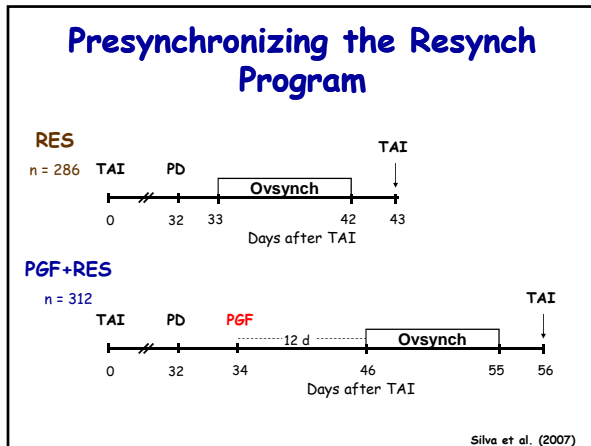 Presynchronizing the Resynch
Program
RES
n = 286
TAI PD TAI
Ovsynch
0 32 33 42 43
Days after TAI
PGF+RES
n = 312
TAI PD PGF TAI
12 d Ovsynch
0 32 34 46 55 56
Days after TAI
Silva et al. (2007)